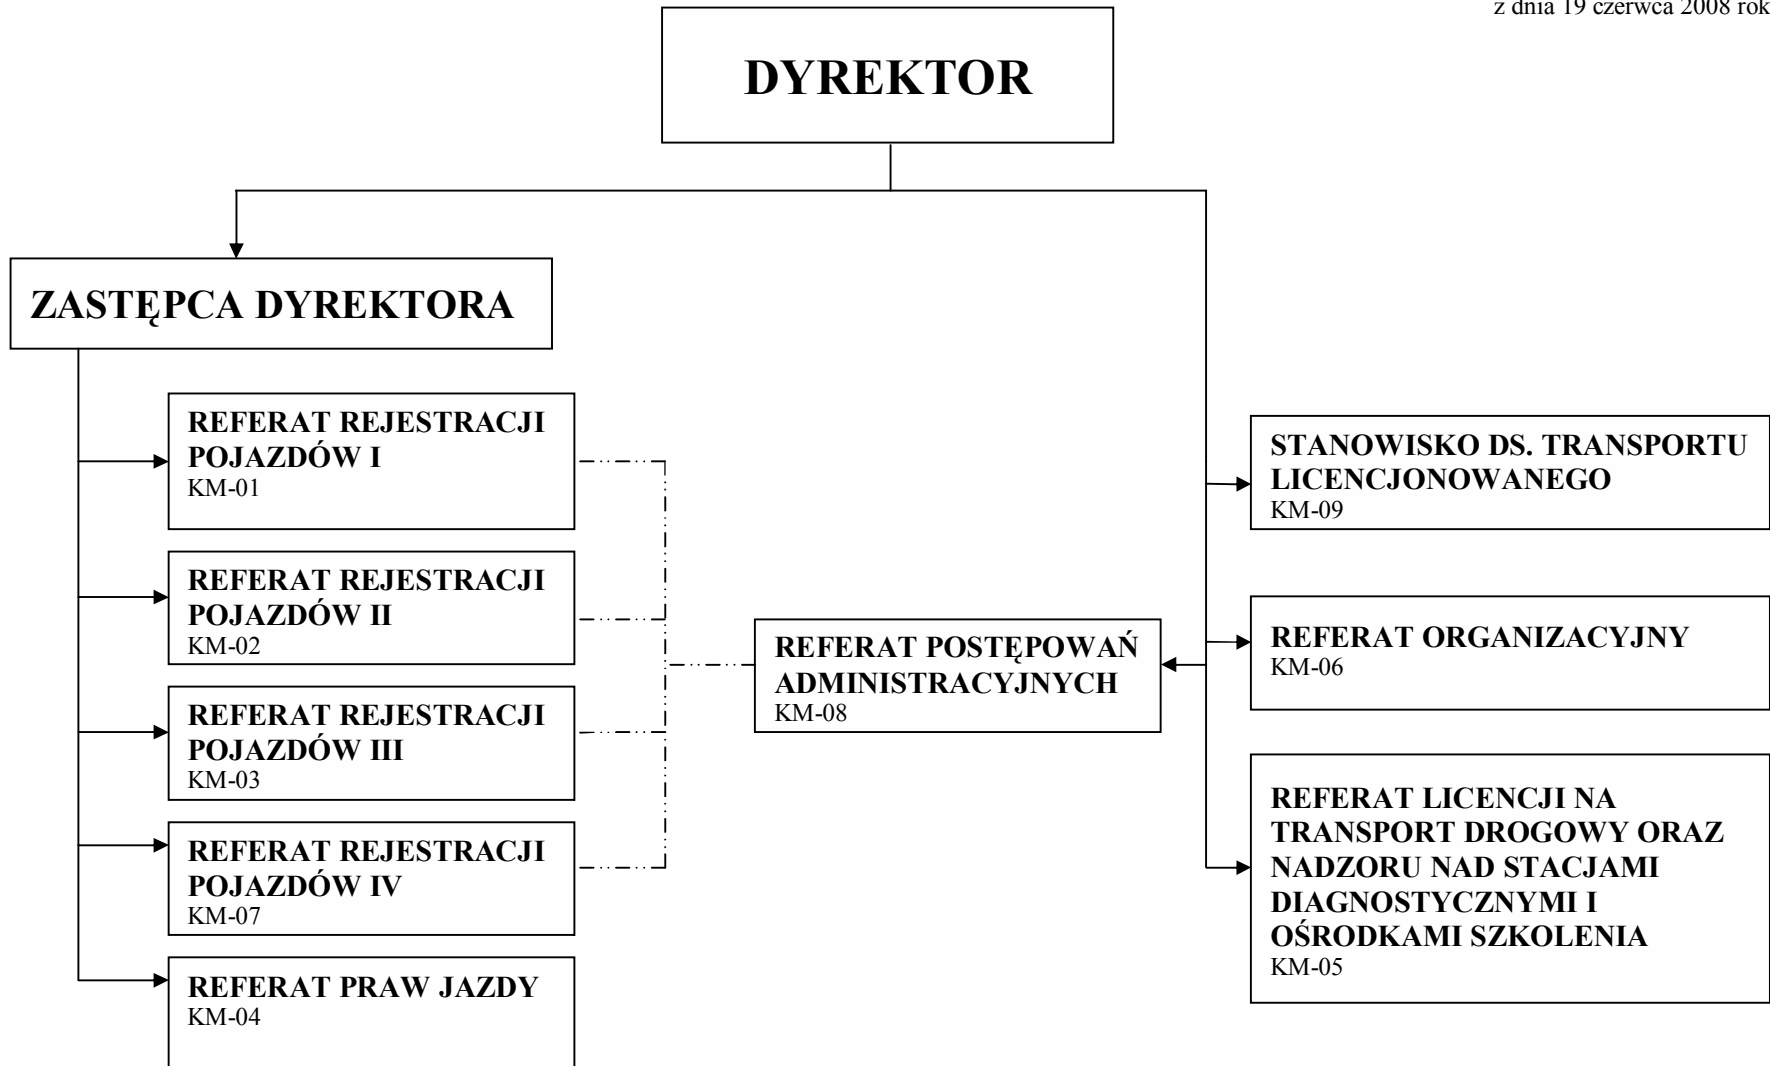 z dnia 19 czerwca 2008 rok
DYREKTOR
ZASTĘPCA DYREKTORA
REFERAT REJESTRACJI
POJAZDÓW I
KM-01
REFERAT REJESTRACJI
POJAZDÓW II
KM-02
REFERAT REJESTRACJI
POJAZDÓW III
KM-03
REFERAT REJESTRACJI
POJAZDÓW IV
KM-07
REFERAT PRAW JAZDY
KM-04
REFERAT POSTĘPOWAŃ
ADMINISTRACYJNYCH
KM-08
STANOWISKO DS. TRANSPORTU
LICENCJONOWANEGO
KM-09
REFERAT ORGANIZACYJNY
KM-06
REFERAT LICENCJI NA
TRANSPORT DROGOWY ORAZ
NADZORU NAD STACJAMI
DIAGNOSTYCZNYMI I
OŚRODKAMI SZKOLENIA
KM-05